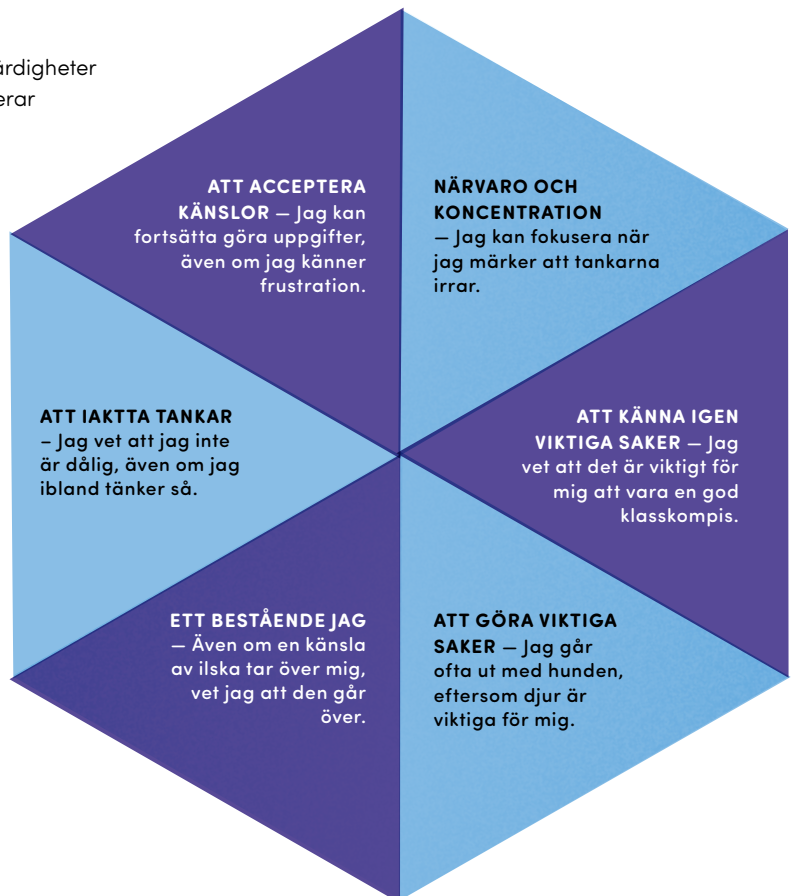 ATT ACCEPTERA
KÄNSLOR — Jag kan
fortsätta göra uppgifter,
även om jag känner
frustration.
NÄRVARO OCH
KONCENTRATION
— Jag kan fokusera när
jag märker att tankarna
irrar.
ATT IAKTTA TANKAR
– Jag vet att jag inte
är dålig, även om jag
ibland tänker så.
ATT KÄNNA IGEN
VIKTIGA SAKER — Jag
vet att det är viktigt för
mig att vara en god
klasskompis.
ETT BESTÅENDE JAG
— Även om en känsla
av ilska tar över mig,
vet jag att den går
över.
ATT GÖRA VIKTIGA
SAKER — Jag går
ofta ut med hunden,
eftersom djur är
viktiga för mig.